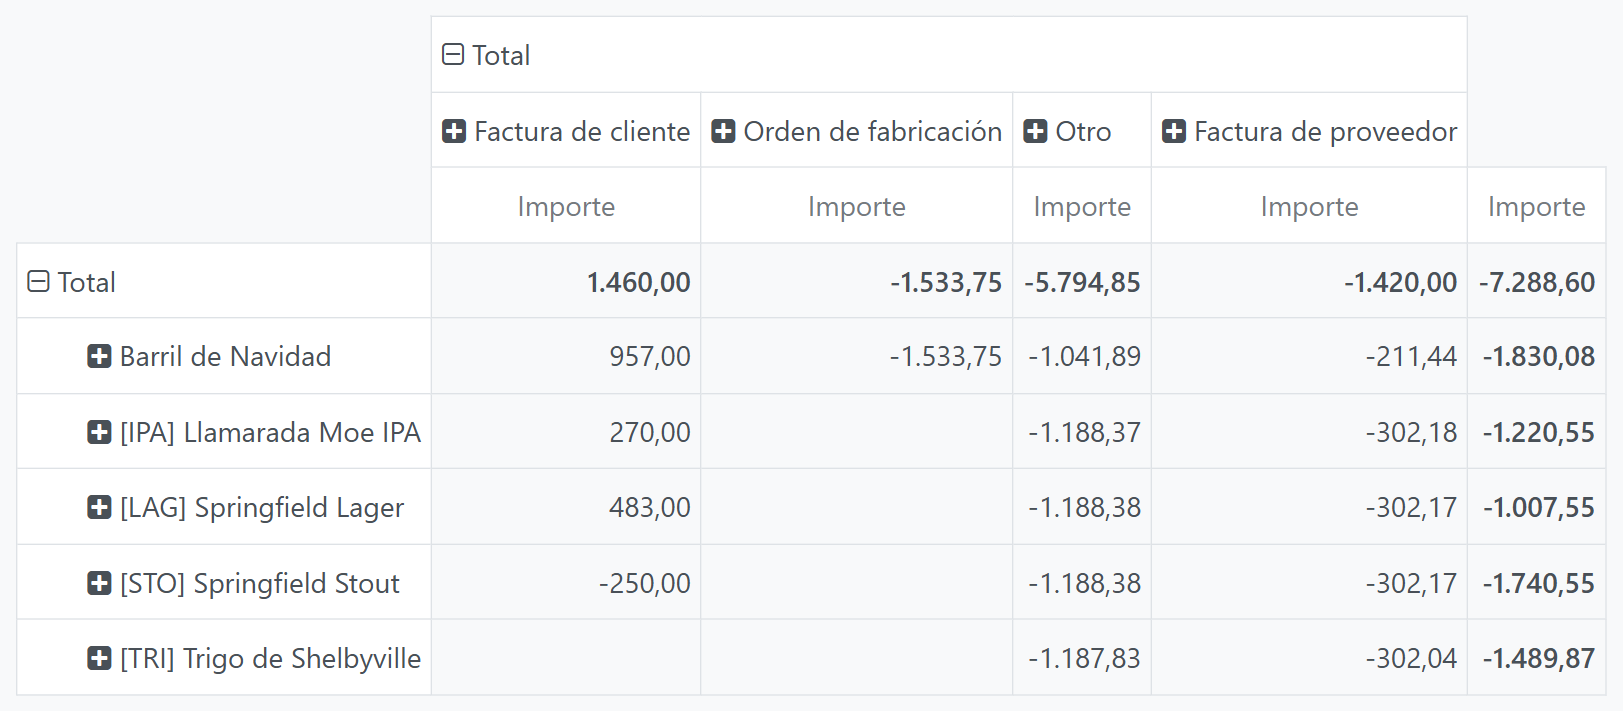 Total
Factura de cliente Orden de fabricación Otro Factura de proveedor
Importe Importe Importe Importe Importe
Total 1.460,00 -1.533,75 -5.794,85 -1.420,00 -7.288,60
Barril de Navidad 957,00 -1.533,75 -1.041,89 -211,44 -1.830,08
[IPA] Llamarada Moe IPA 270,00 -1.188,37 -302,18 -1.220,55
[LAG] Springfield Lager 483,00 -1.188,38 -302,17 -1.007,55
[STO] Springfield Stout -250,00 -1.188,38 -302,17 -1.740,55
[TRI] Trigo de Shelbyville -1.187,83 -302,04 -1.489,87